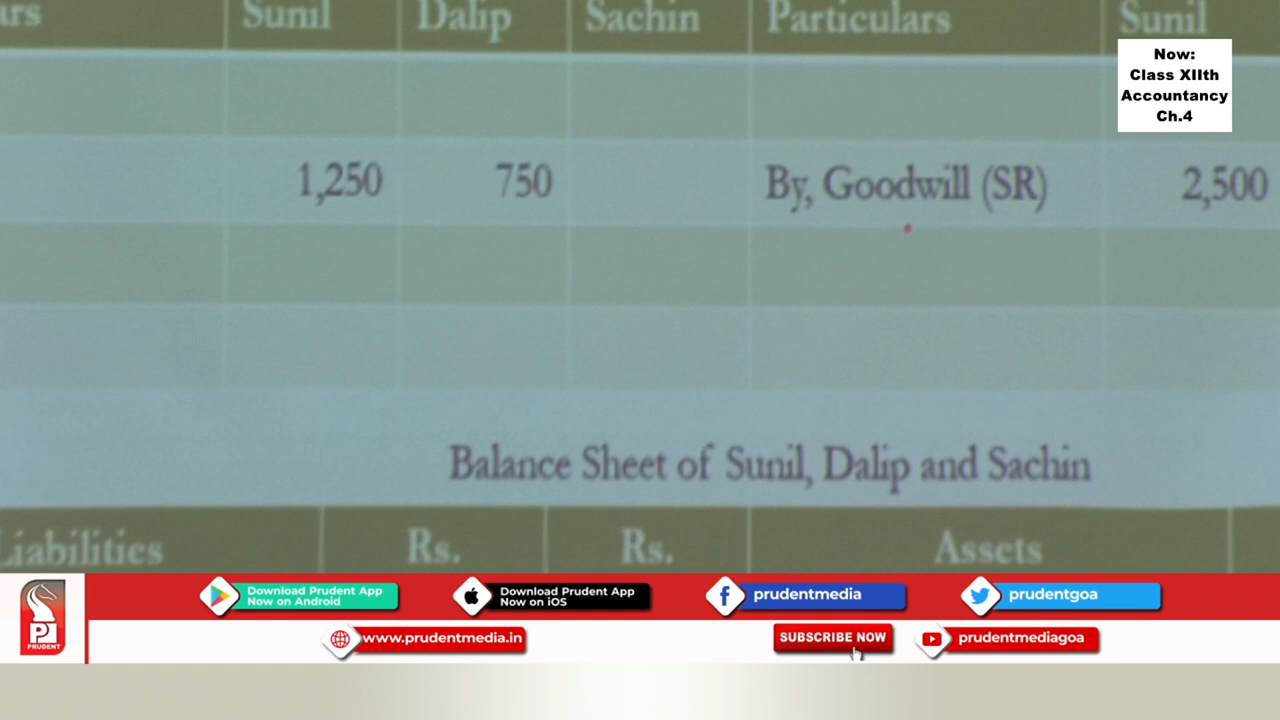 ars Sunil Dalip Sachin Particulars Sunil
Now:
Class XIIth
Accountancy
Ch.4
1,250 750 By, Goodwill (SR) 2,500
Balance Sheet of Sunil, Dalip and Sachin
Liabilities Rs. Rs. Assets
Download Prudent App
Now on Android
Download Prudent App
Now on iOS
prudentmedia
prudentgoa
PRUDENT
www.prudentmedia.in
SUBSCRIBE NOW
prudentmediagoa